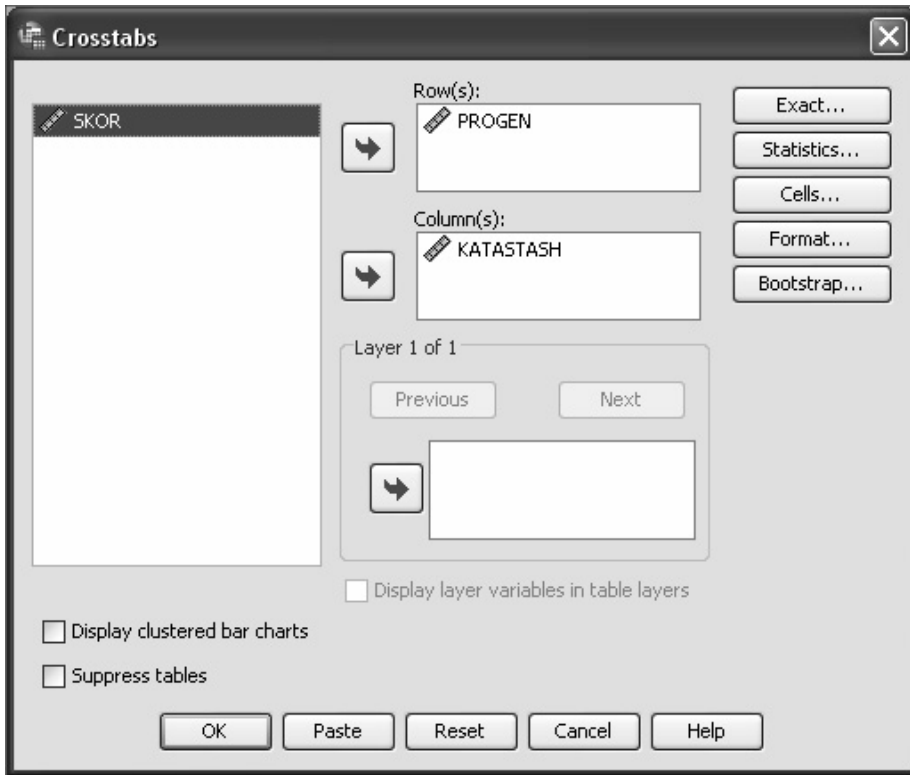 Crosstabs
SKOR
Row(s):
PROGEN
Column(s):
KATASTASH
Layer 1 of 1
Previous
Next
Display layer variables in table layers
Exact...
Statistics...
Cells...
Format...
Bootstrap...
Display clustered bar charts
Suppress tables
OK
Paste
Reset
Cancel
Help